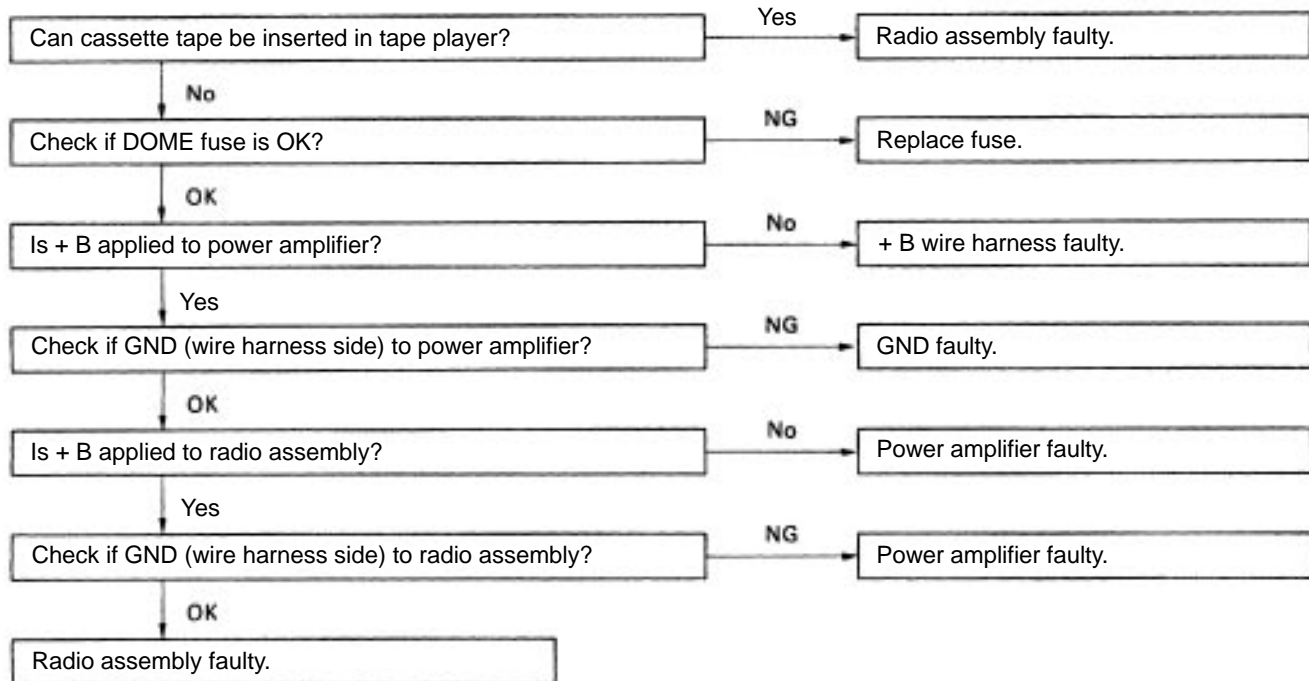 Can cassette tape be inserted in tape player?
Yes
Radio assembly faulty.
No
Check if DOME fuse is OK?
NG
Replace fuse.
OK
Is + B applied to power amplifier?
No
+ B wire harness faulty.
Yes
Check if GND (wire harness side) to power amplifier?
NG
GND faulty.
OK
Is + B applied to radio assembly?
No
Power amplifier faulty.
Yes
Check if GND (wire harness side) to radio assembly?
NG
Power amplifier faulty.
OK
Radio assembly faulty.